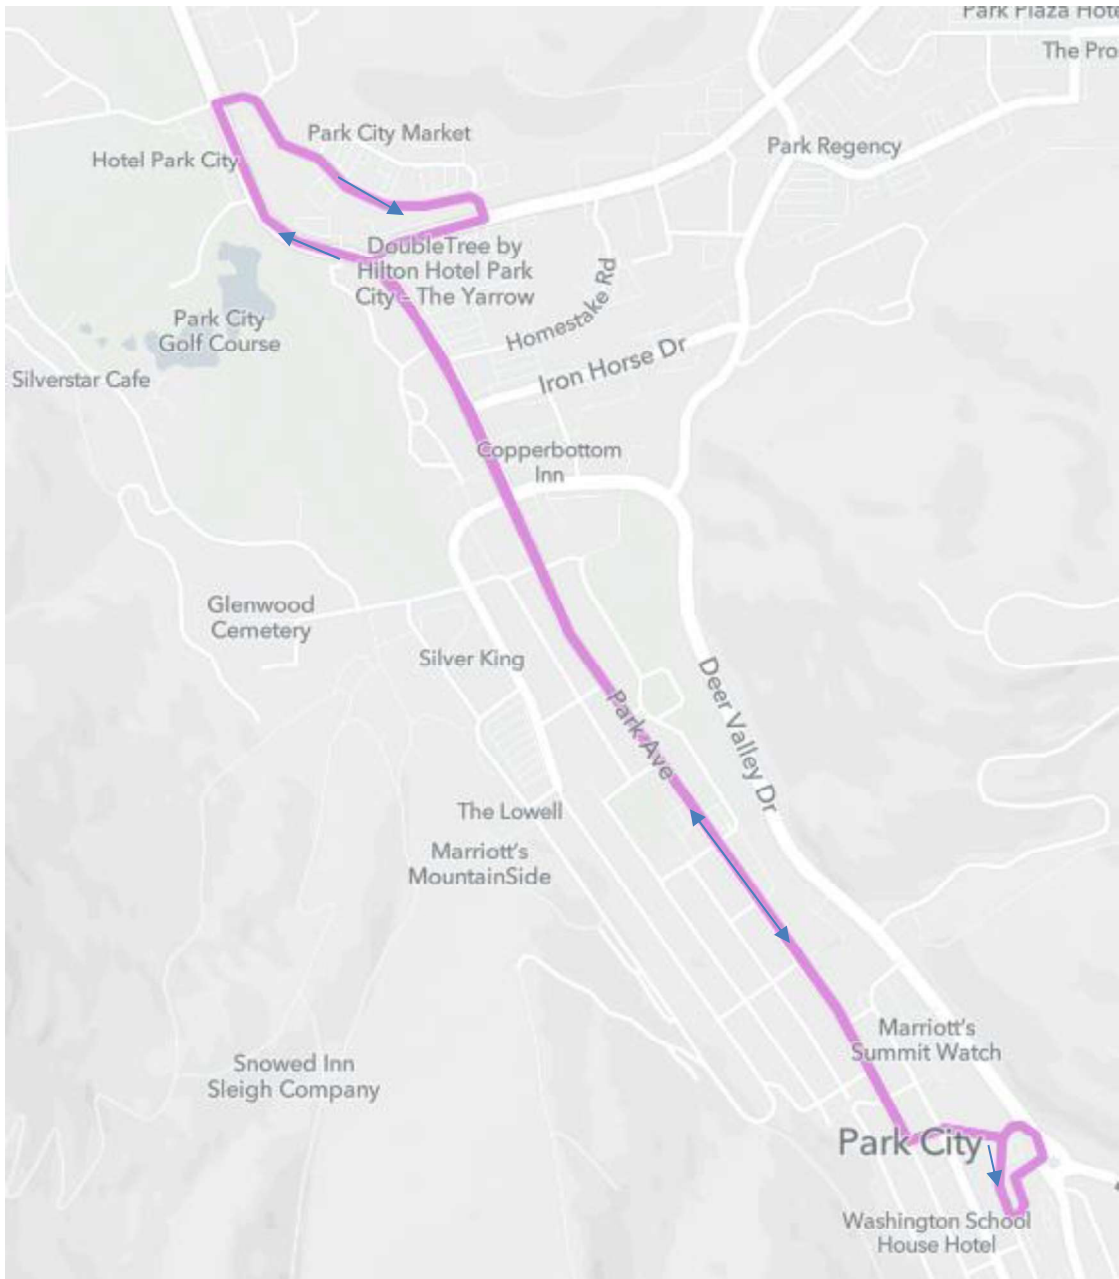 Park Plaza Hote
The Pro
Park City Market
Hotel Park City
Park Regency
DoubleTree by
Hilton Hotel Park
City - The Yarrow
Homestake Rd
Park City
Golf Course
Iron Horse Dr
Silverstar Cafe
Copperbottom
Inn
Glenwood
Cemetery
Silver King
Deer Valley Dr
Park Ave
The Lowell
Marriott's
MountainSide
Marriott's
Summit Watch
Snowed Inn
Sleigh Company
Park City
Washington School
House Hotel